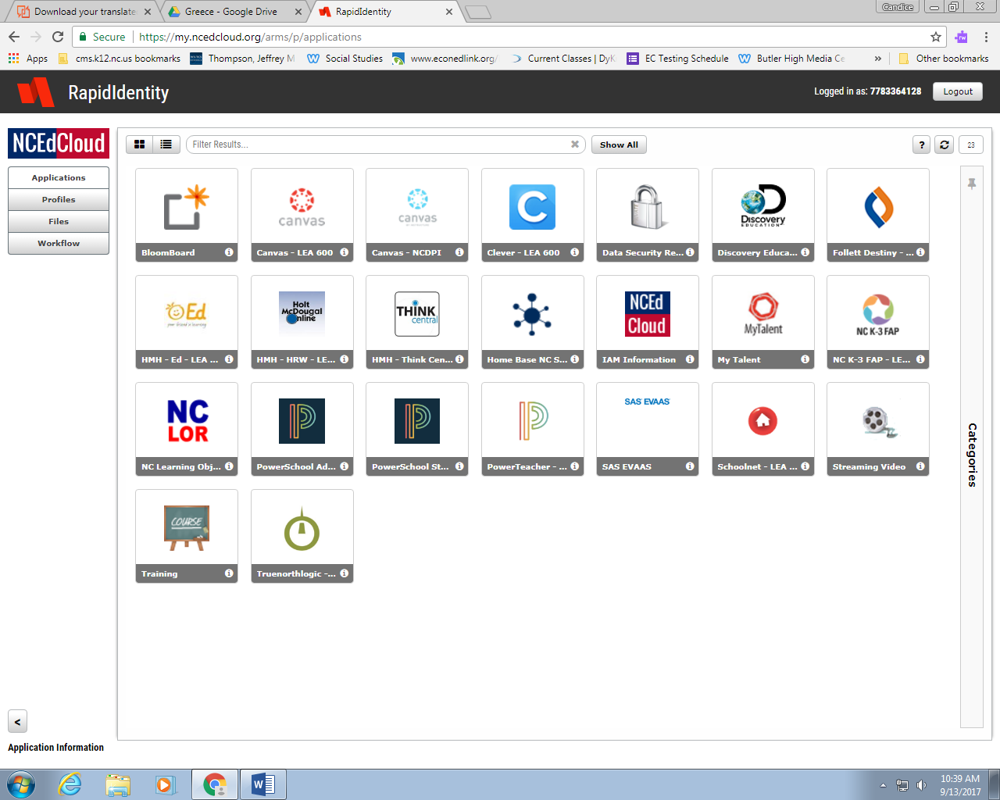 Download your translate
Greece - Google Drive
RapidIdentity
Candice
Secure
https://my.ncedcloud.org/arms/p/applications
Apps
cms.k12.nc.us bookmarks
Thompson, Jeffrey M
Social Studies
www.econedlink.org/
Current Classes | DyK
EC Testing Schedule
Butler High Media Ce
»
Other bookmarks
RapidIdentity
Logged in as: 7783364128
Logout
NCEdCloud
Applications
Profiles
Files
Workflow
Filter Results...
Show All
?
23
BloomBoard
canvas
Canvas - LEA 600
canvas
Canvas - NCDPI
C
Clever - LEA 600
Data Security Re...
D
Discovery
EDUCATION
Discovery Educa...
Follett Destiny - ...
Ed
your friend in learning
HMH - Ed - LEA ...
Holt
McDougal
Online
HMH - HRW - LE...
THiNK
central
HMH - Think Cen...
Home Base NC S...
NCEd
Cloud
IAM Information
MyTalent
My Talent
NC K-3 FAP
NC K-3 FAP - LE...
NC
LOR
NC Learning Obj...
PowerSchool Ad...
PowerSchool St...
PowerTeacher - ...
SAS EVAAS
SAS EVAAS
Schoolnet - LEA ...
Streaming Video
COURSE
Training
Truenorthlogic -...
Categories
<
Application Information
10:39 AM
9/13/2017